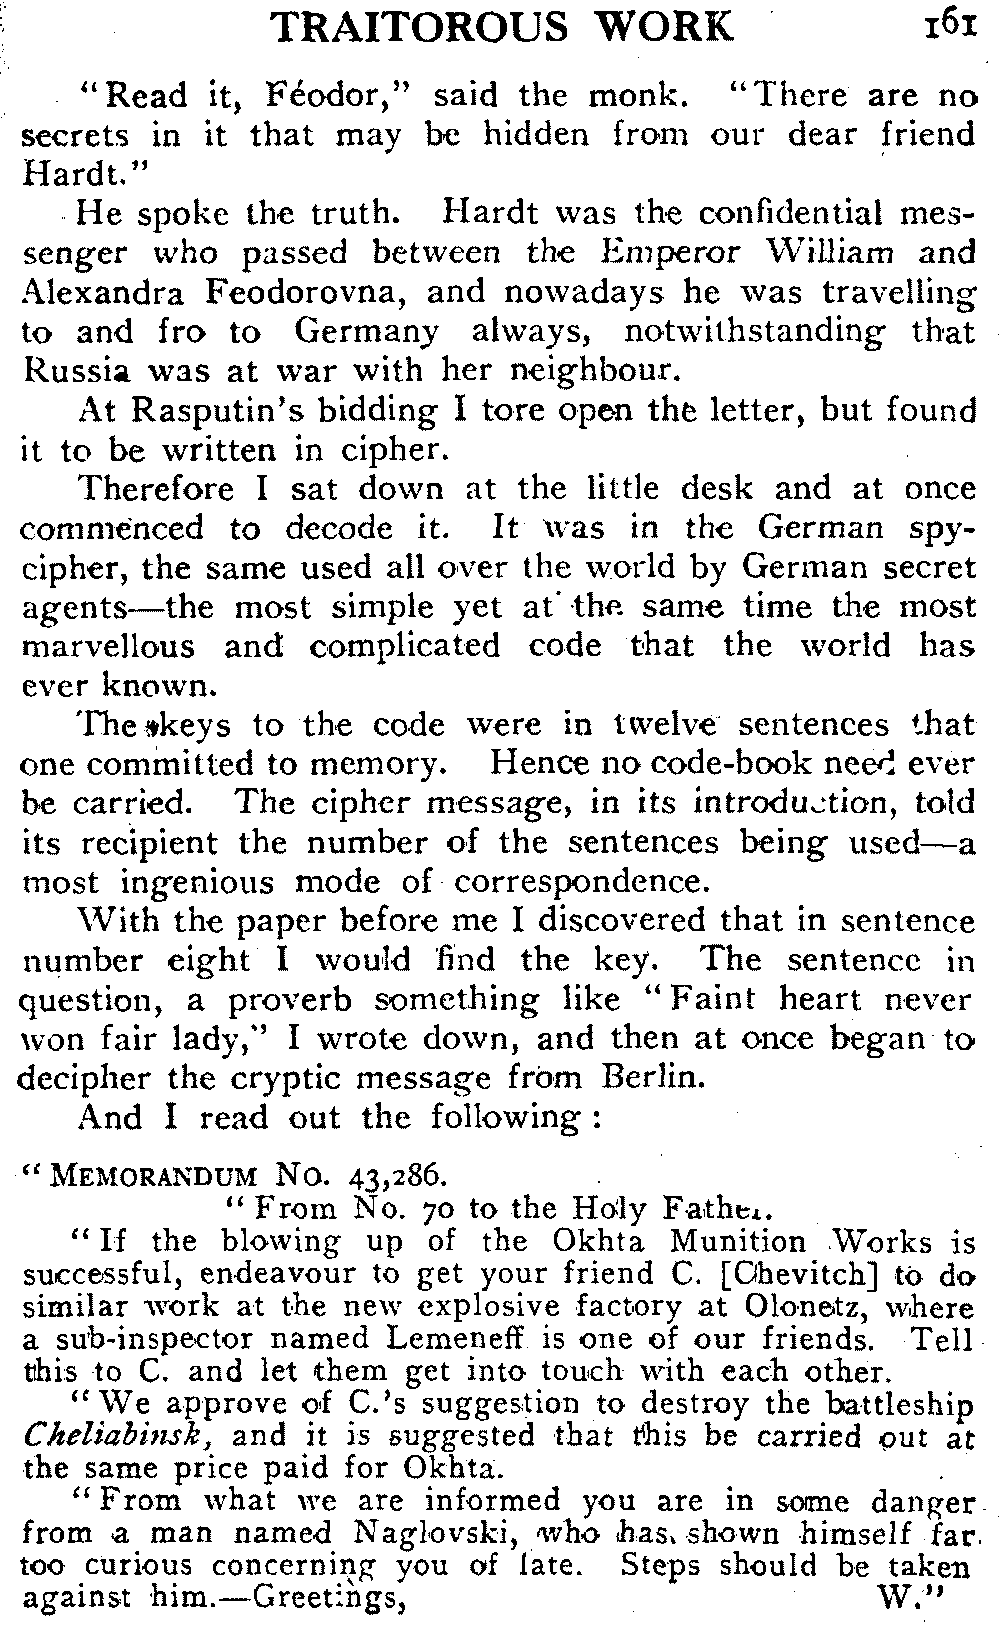 TRAITOROUS WORK 161
"Read it, Féodor," said the monk. "There are no
secrets in it that may be hidden from our dear friend
Hardt."
He spoke the truth. Hardt was the confidential mes-
senger who passed between the Emperor William and
Alexandra Feodorovna, and nowadays he was travelling
to and fro to Germany always, notwithstanding that
Russia was at war with her neighbour.
At Rasputin's bidding I tore open the letter, but found
it to be written in cipher.
Therefore I sat down at the little desk and at once
commenced to decode it. It was in the German spy-
cipher, the same used all over the world by German secret
agents—the most simple yet at the same time the most
marvellous and complicated code that the world has
ever known.
The keys to the code were in twelve sentences that
one committed to memory. Hence no code-book need ever
be carried. The cipher message, in its introduction, told
its recipient the number of the sentences being used—a
most ingenious mode of correspondence.
With the paper before me I discovered that in sentence
number eight I would find the key. The sentence in
question, a proverb something like "Faint heart never
won fair lady," I wrote down, and then at once began to
decipher the cryptic message from Berlin.
And I read out the following:
"MEMORANDUM NO. 43,286.
"From No. 70 to the Holy Father.
"If the blowing up of the Okhta Munition Works is
successful, endeavour to get your friend C. [Chevitch] to do
similar work at the new explosive factory at Olonetz, where
a sub-inspector named Lemeneff is one of our friends. Tell
this to C. and let them get into touch with each other.
"We approve of C.'s suggestion to destroy the battleship
Cheliabinsk, and it is suggested that this be carried out at
the same price paid for Okhta.
"From what we are informed you are in some danger
from a man named Naglovski, who has shown himself far
too curious concerning you of late. Steps should be taken
against him.—Greetings, W."